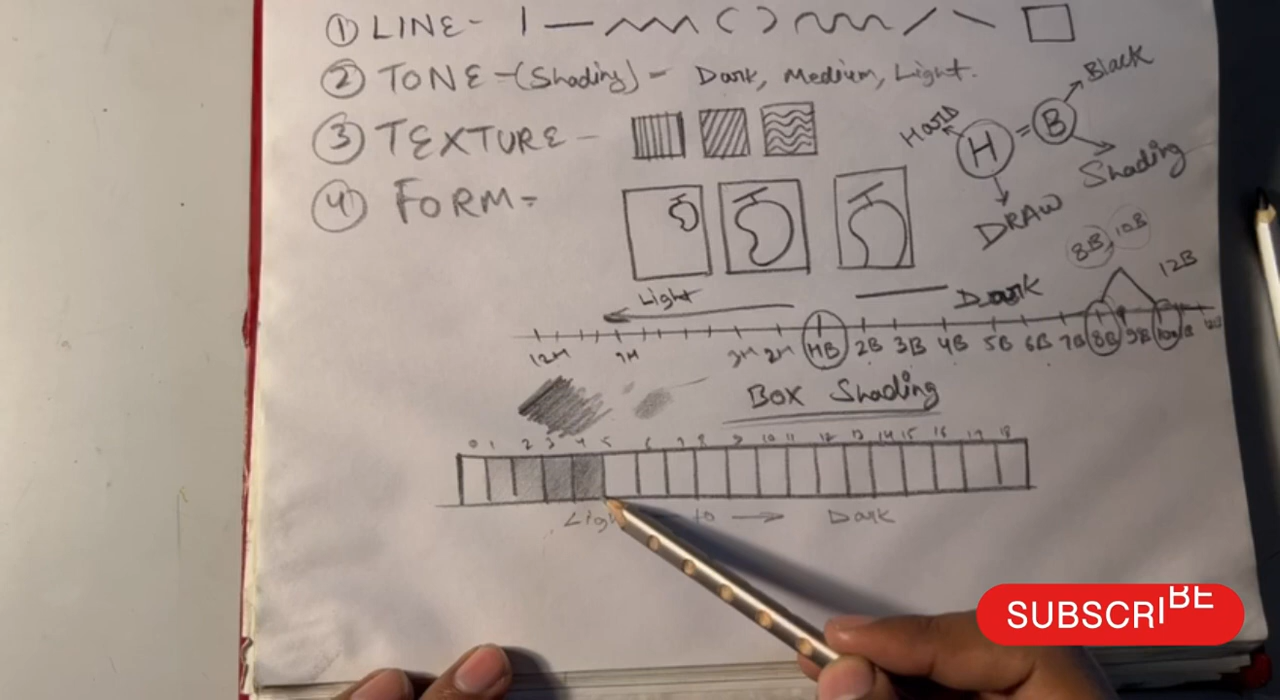 ① LINE -
② TONE - (Shading) - Dark, Medium, Light.
③ TEXTURE -
④ FORM =
Hard H = B Black
DRAW Shading
8B, 10B
12B
Light Dark
12H 9H 3H 2H HB 2B 3B 4B 5B 6B 7B 8B 9B
Box Shading
0 1 2 3 4 5 6 7 8 9 10 11 12 13 14 15 16 17 18
to → Dark
SUBSCRIBE